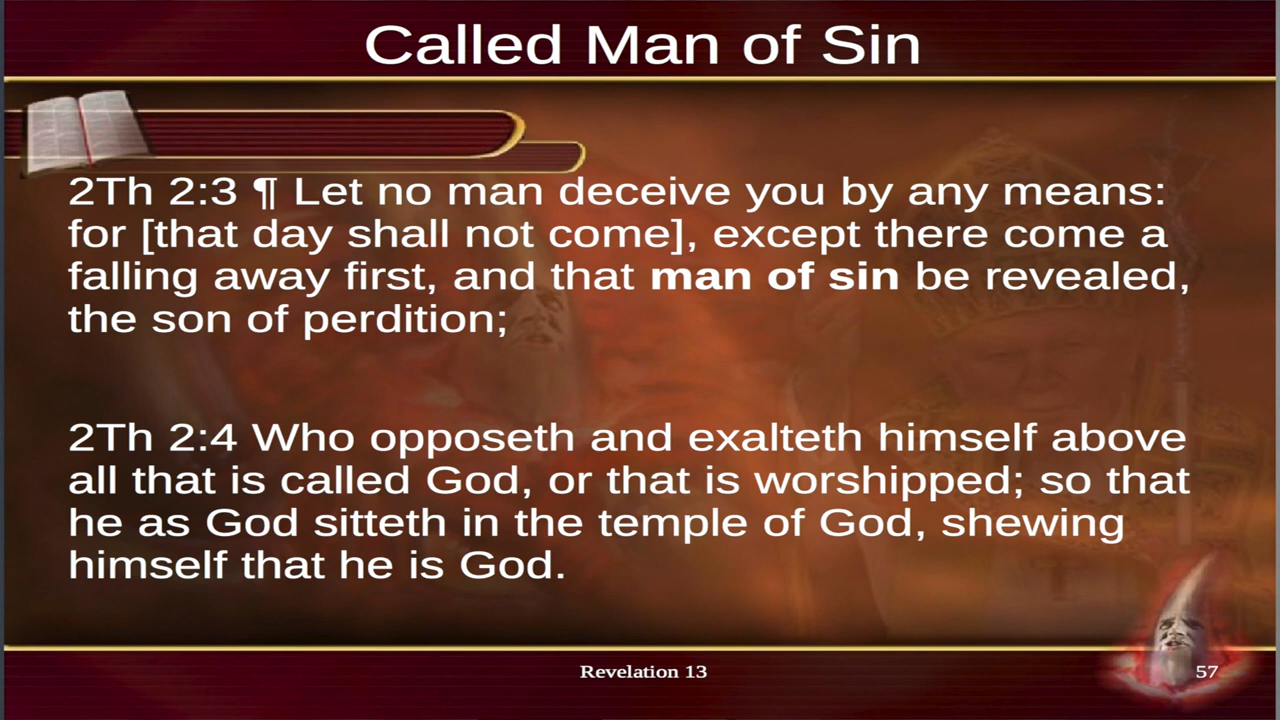 Called Man of Sin
2Th 2:3 ¶ Let no man deceive you by any means:
for [that day shall not come], except there come a
falling away first, and that man of sin be revealed,
the son of perdition;
2Th 2:4 Who opposeth and exalteth himself above
all that is called God, or that is worshipped; so that
he as God sitteth in the temple of God, shewing
himself that he is God.
Revelation 13
57